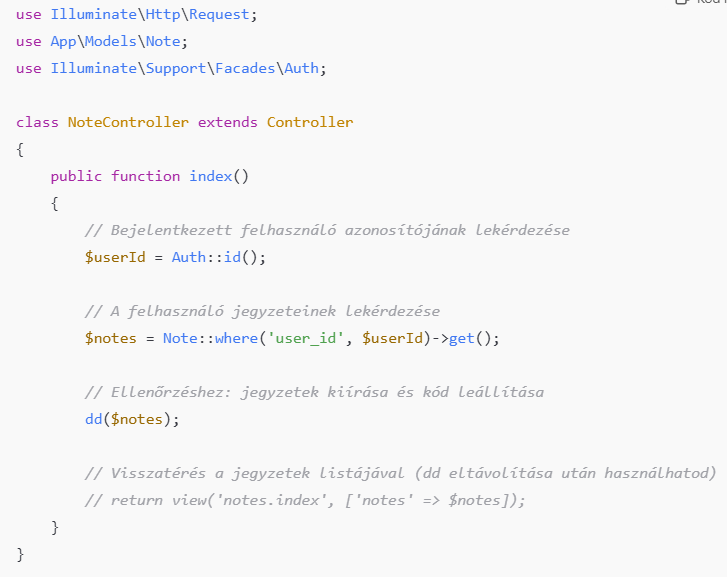 use Illuminate\Http\Request;
use App\Models\Note;
use Illuminate\Support\Facades\Auth;
class NoteController extends Controller
{
public function index()
{
// Bejelentkezett felhasználó azonosítójának lekérdezése
$userId = Auth::id();
// A felhasználó jegyzeteinek lekérdezése
$notes = Note::where('user_id', $userId)->get();
// Ellenőrzéshez: jegyzetek kiírása és kód leállítása
dd($notes);
// Visszatérés a jegyzetek listájával (dd eltávolítása után használhatod)
// return view('notes.index', ['notes' => $notes]);
}
}